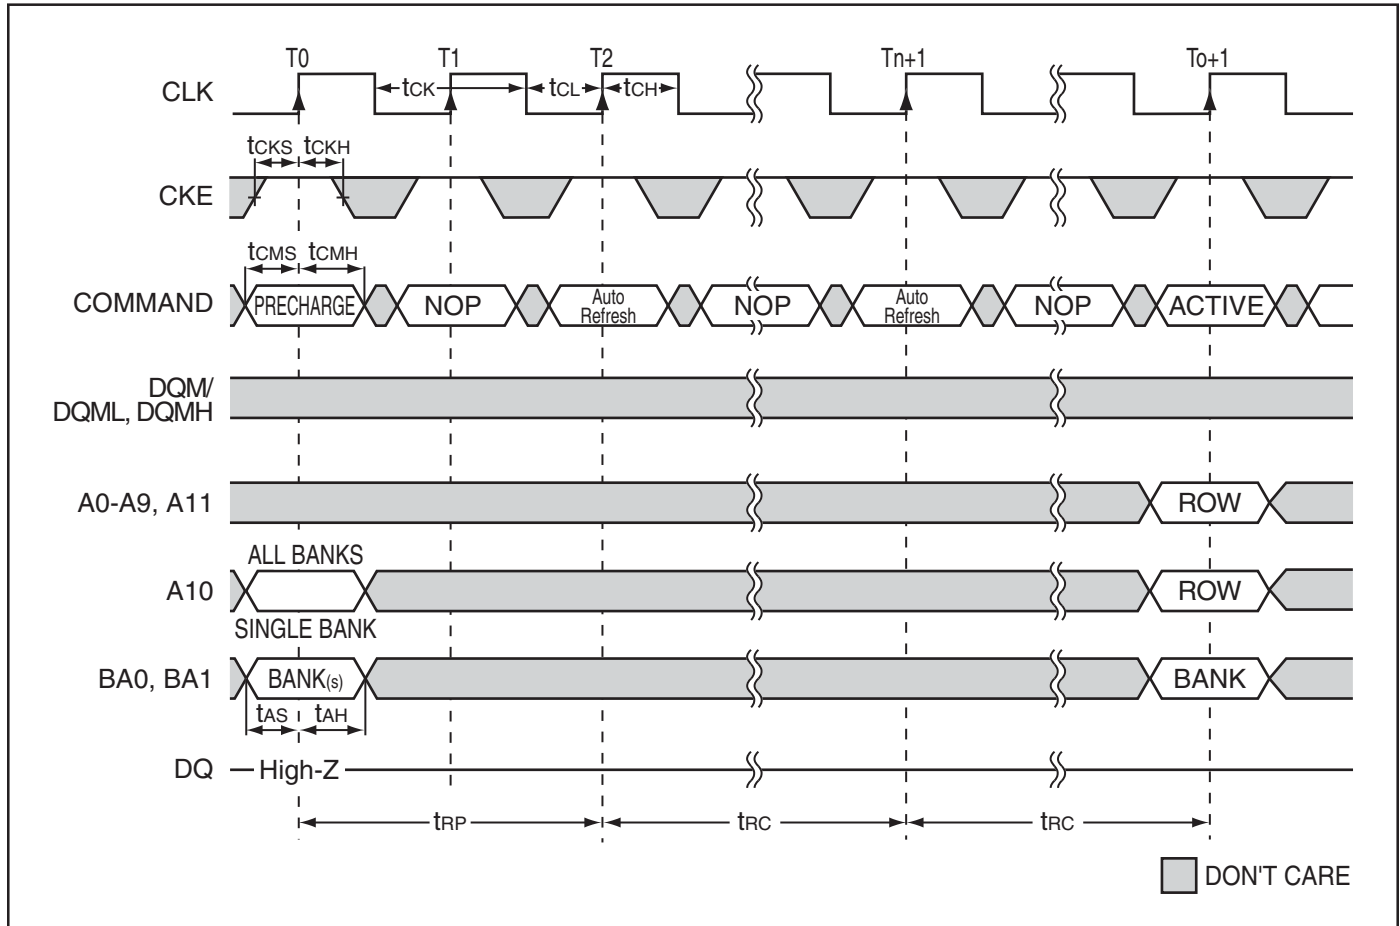 T0 T1 T2 Tn+1 To+1
CLK tCK tCL tCH
tCKS tCKH
CKE
tCMS tCMH
COMMAND PRECHARGE NOP Auto Refresh NOP Auto Refresh NOP ACTIVE
DQM/
DQML, DQMH
A0-A9, A11 ROW
ALL BANKS
A10 ROW
SINGLE BANK
BA0, BA1 BANK(s) BANK
tAS tAH
DQ High-Z
tRP tRC tRC
DON'T CARE